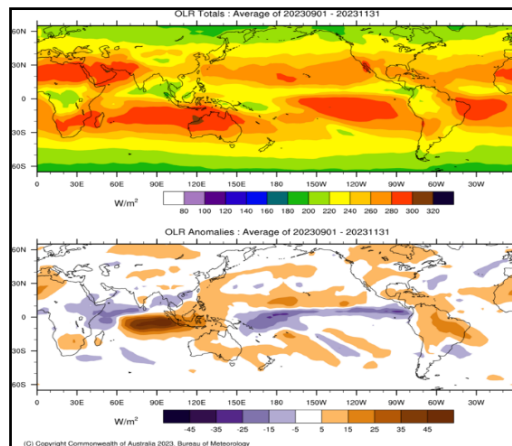 OLR Totals : Average of 20230901 - 20231131
60N
30N
0
30S
60S
0 30E 60E 90E 120E 150E 180 150W 120W 90W 60W 30W
W/m²
80 100 120 140 160 180 200 220 240 260 280 300 320
OLR Anomalies : Average of 20230901 - 20231131
60N
30N
0
30S
60S
0 30E 60E 90E 120E 150E 180 150W 120W 90W 60W 30W
W/m²
-45 -35 -25 -15 -5 5 15 25 35 45
(C) Copyright Commonwealth of Australia 2023, Bureau of Meteorology